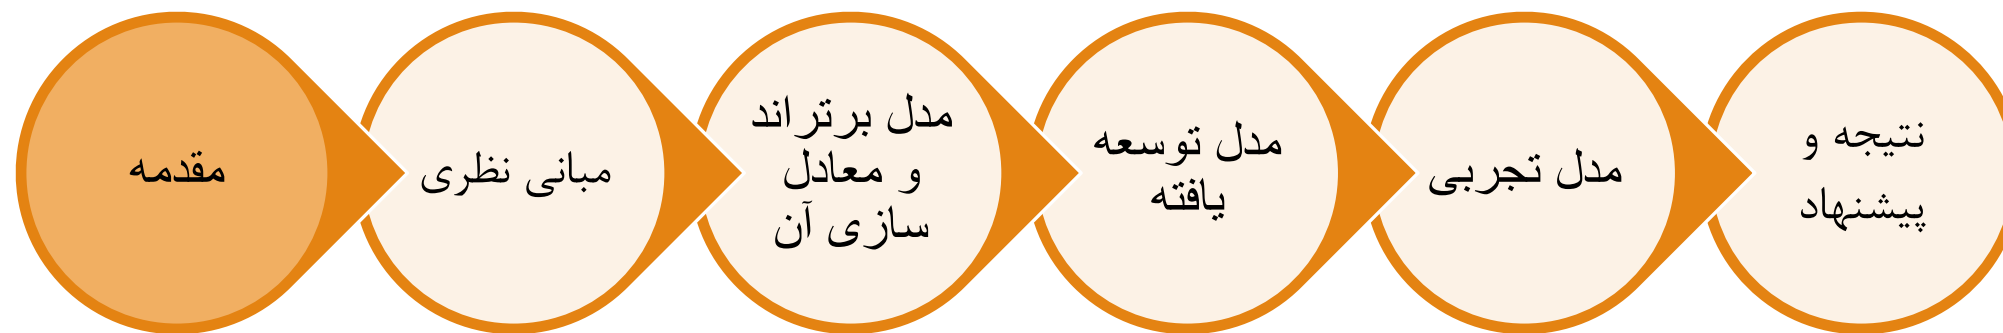 مقدمه
مبانی نظری
مدل برتراند
و معادل
سازی آن
مدل توسعه
یافته
مدل تجربی
نتیجه و
پیشنهاد